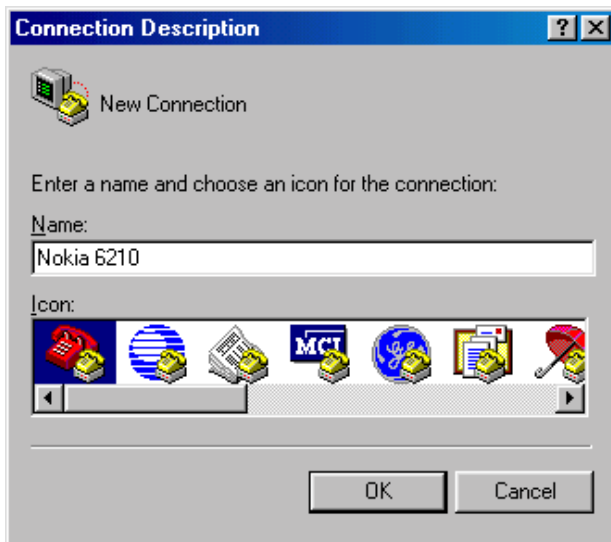 Connection Description
New Connection
Enter a name and choose an icon for the connection:
Name:
Nokia 6210
Icon:
MCI
OK Cancel